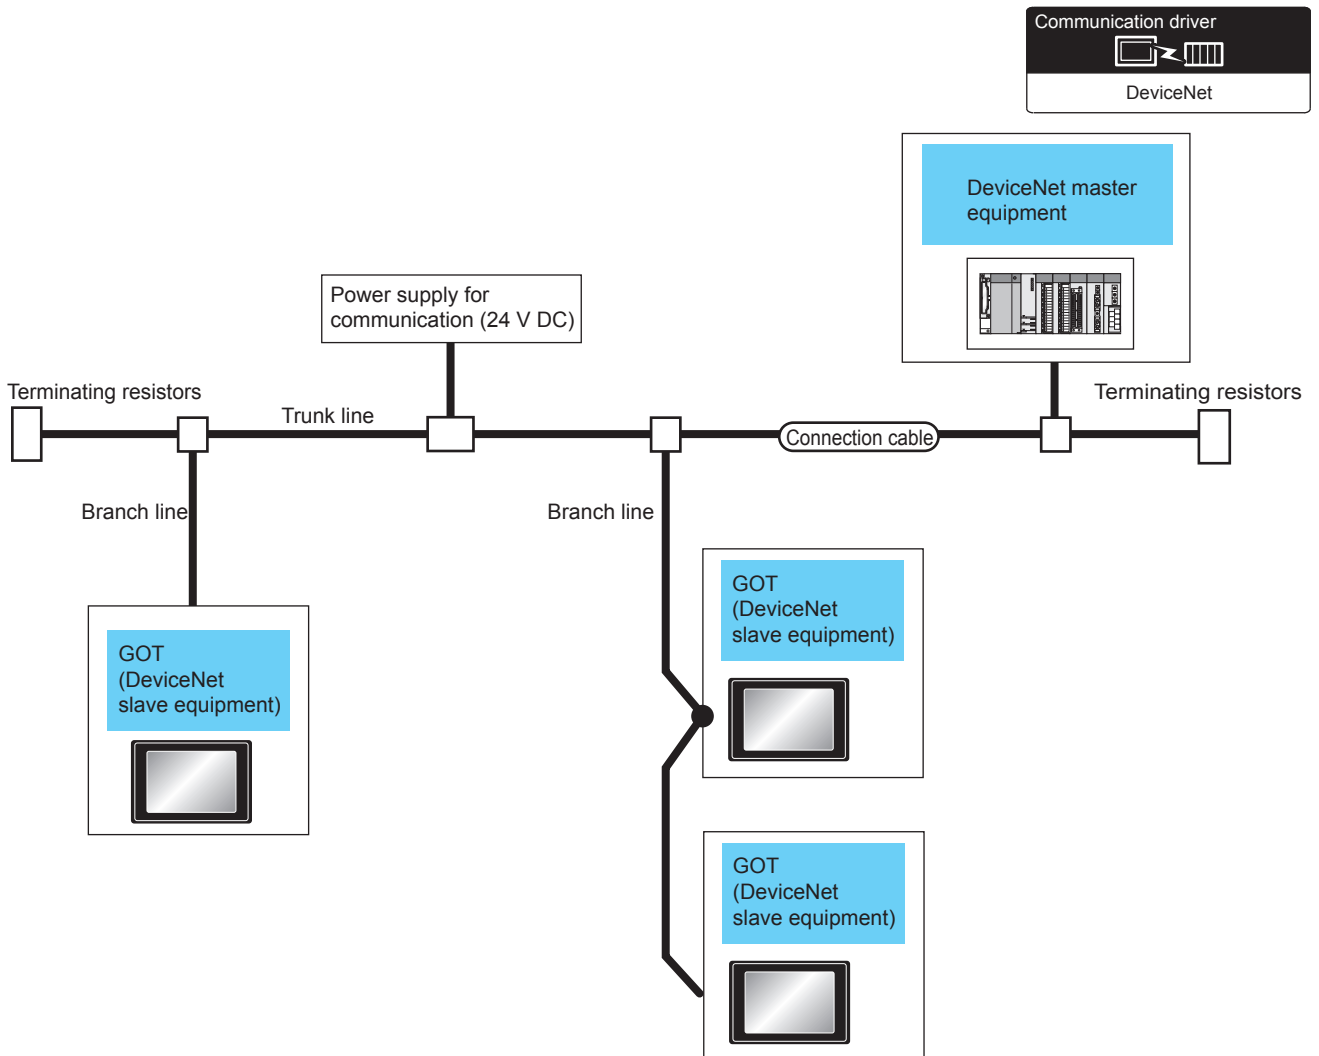 Communication driver
DeviceNet
DeviceNet master
equipment
Power supply for
communication (24 V DC)
Terminating resistors
Trunk line
Connection cable
Terminating resistors
Branch line
Branch line
GOT
(DeviceNet
slave equipment)
GOT
(DeviceNet
slave equipment)
GOT
(DeviceNet
slave equipment)